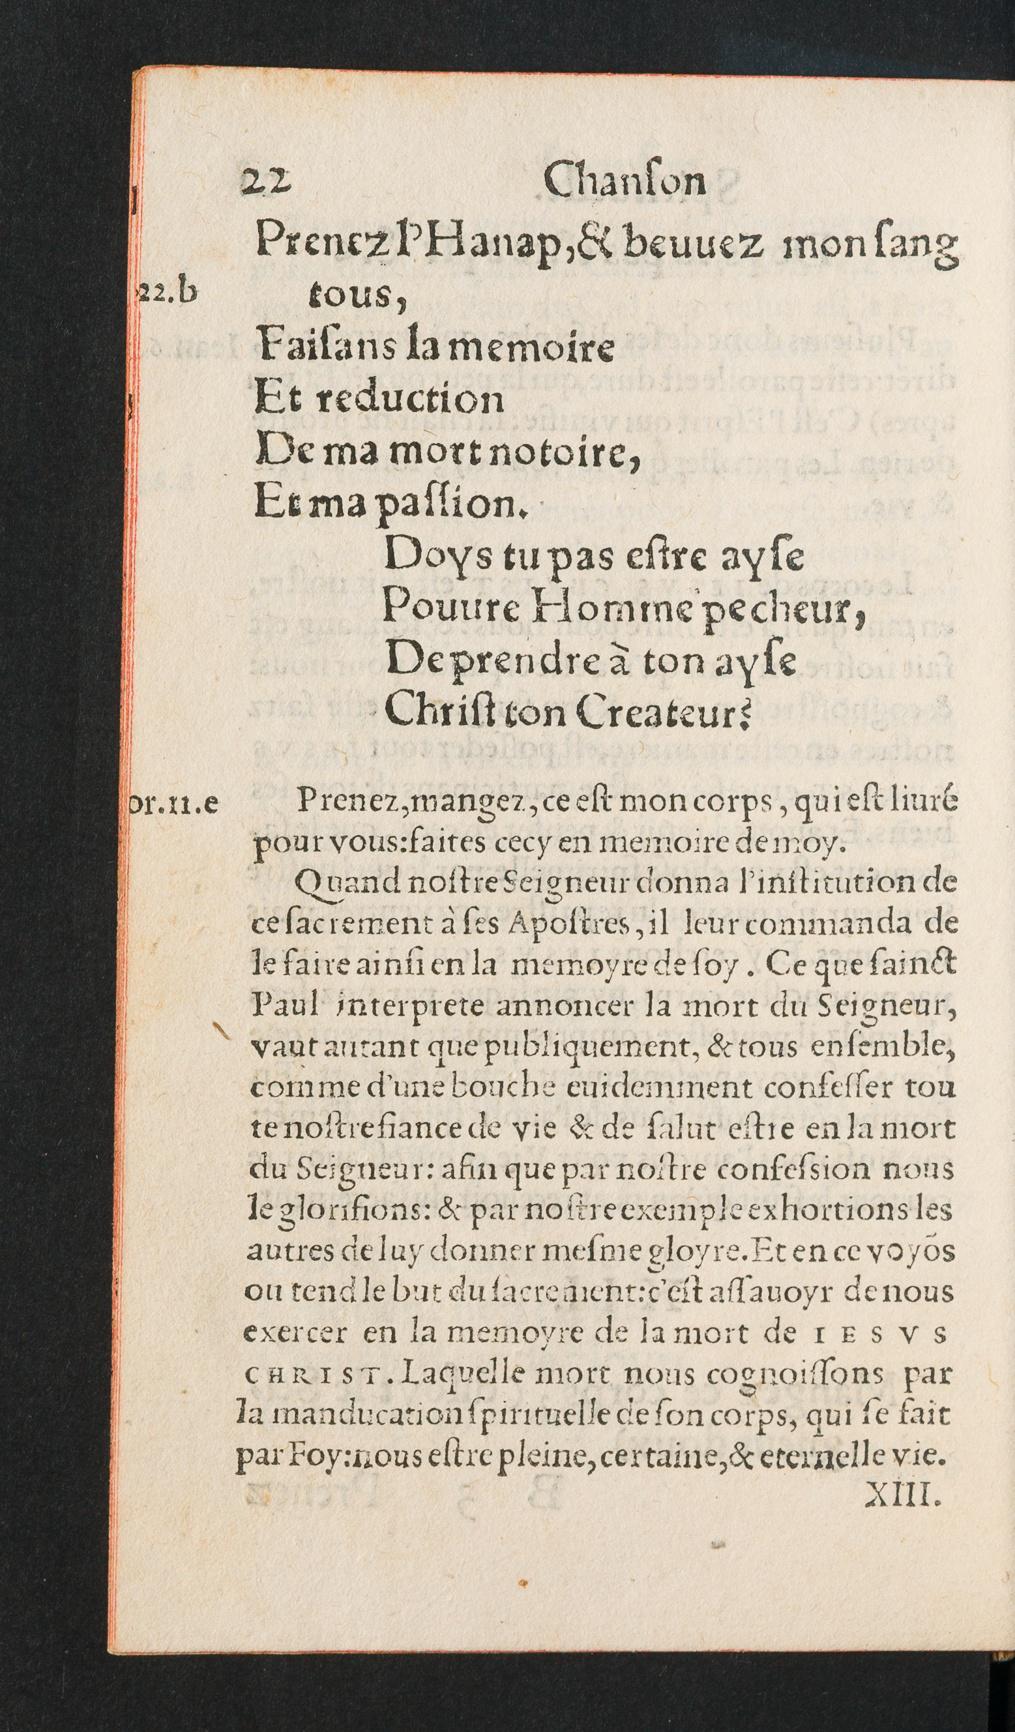 22 Chanſon
Prenez l'Hanap, & beuuez mon ſang
22.b tous,
Faiſans la memoire
Et reduction
De ma mort notoire,
Et ma paſſion.
Doys tu pas eſtre ayſe
Pouure Homme pecheur,
De prendre à ton ayſe
Chriſt ton Createur?
or.11.e Prenez, mangez, ce eſt mon corps, qui eſt liuré
pour vous: faites cecy en memoire de moy.
Quand noſtre Seigneur donna l'inſtitution de
ce ſacrement à ſes Apoſtres, il leur commanda de
le faire ainſi en la memoyre de ſoy. Ce que ſainct
Paul interprete annoncer la mort du Seigneur,
vaut autant que publiquement, & tous enſemble,
comme d'une bouche euidemment confeſſer tou
te noſtre fiance de vie & de ſalut eſtre en la mort
du Seigneur: afin que par noſtre confeſsion nous
le glorifions: & par noſtre exemple exhortions les
autres de luy donner meſme gloyre. Et en ce voyõs
ou tend le but du ſacrement: c'eſt aſſauoyr de nous
exercer en la memoyre de la mort de IESVS
CHRIST. Laquelle mort nous cognoiſſons par
la manducation ſpirituelle de ſon corps, qui ſe fait
par Foy: nous eſtre pleine, certaine, & eternelle vie.
XIII.